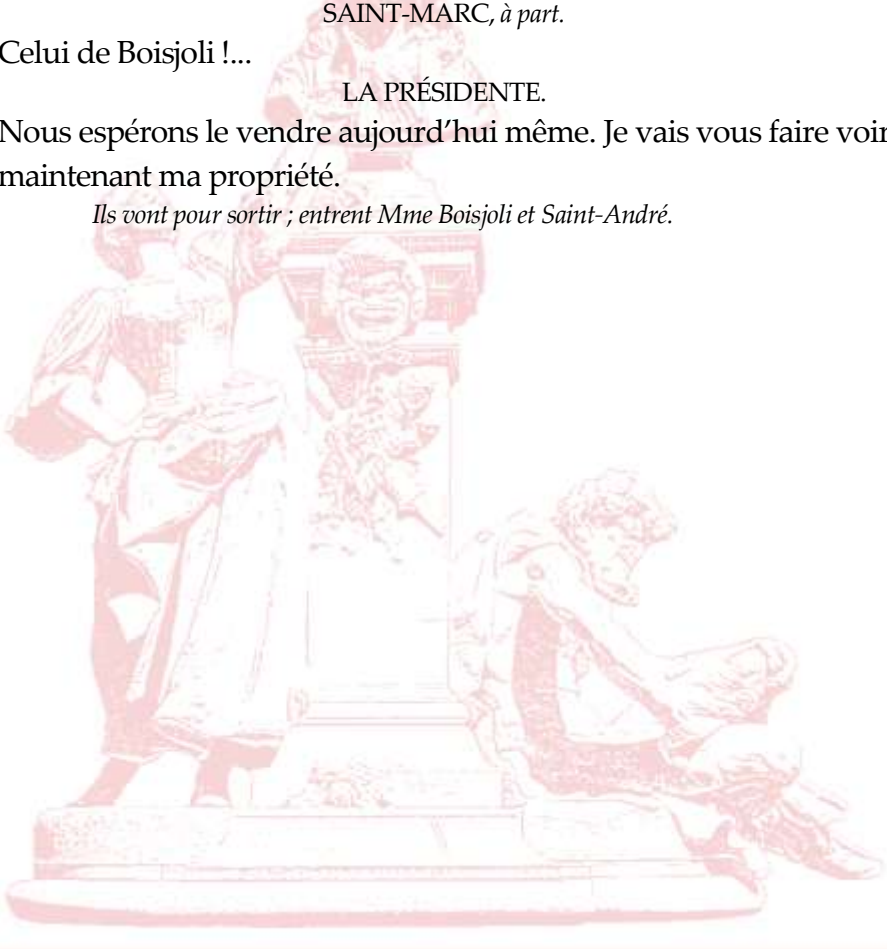 SAINT-MARC, à part.
Celui de Boisjoli !...
LA PRÉSIDENTE.
Nous espérons le vendre aujourd’hui même. Je vais vous faire voir
maintenant ma propriété.
Ils vont pour sortir ; entrent Mme Boisjoli et Saint-André.